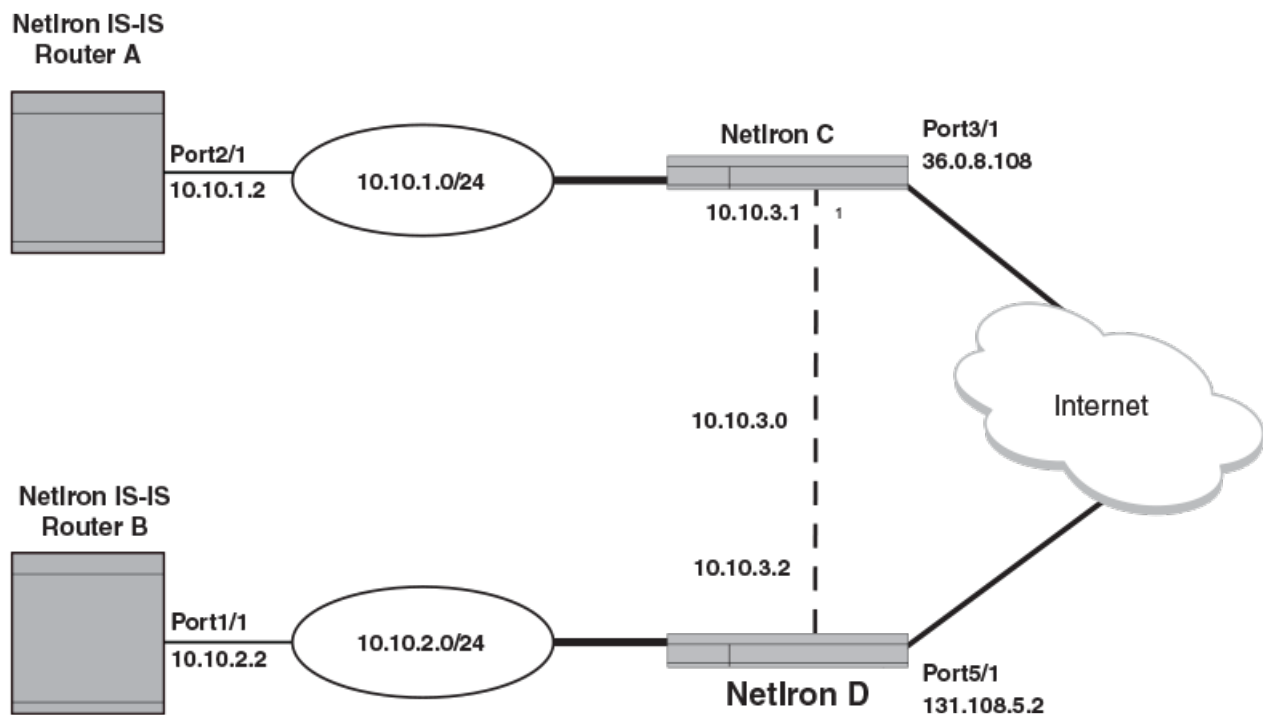 NetIron IS-IS
Router A
Port2/1
10.10.1.2
10.10.1.0/24
NetIron C
10.10.3.1
1
Port3/1
36.0.8.108
10.10.3.0
Internet
NetIron IS-IS
Router B
Port1/1
10.10.2.2
10.10.2.0/24
10.10.3.2
NetIron D
Port5/1
131.108.5.2